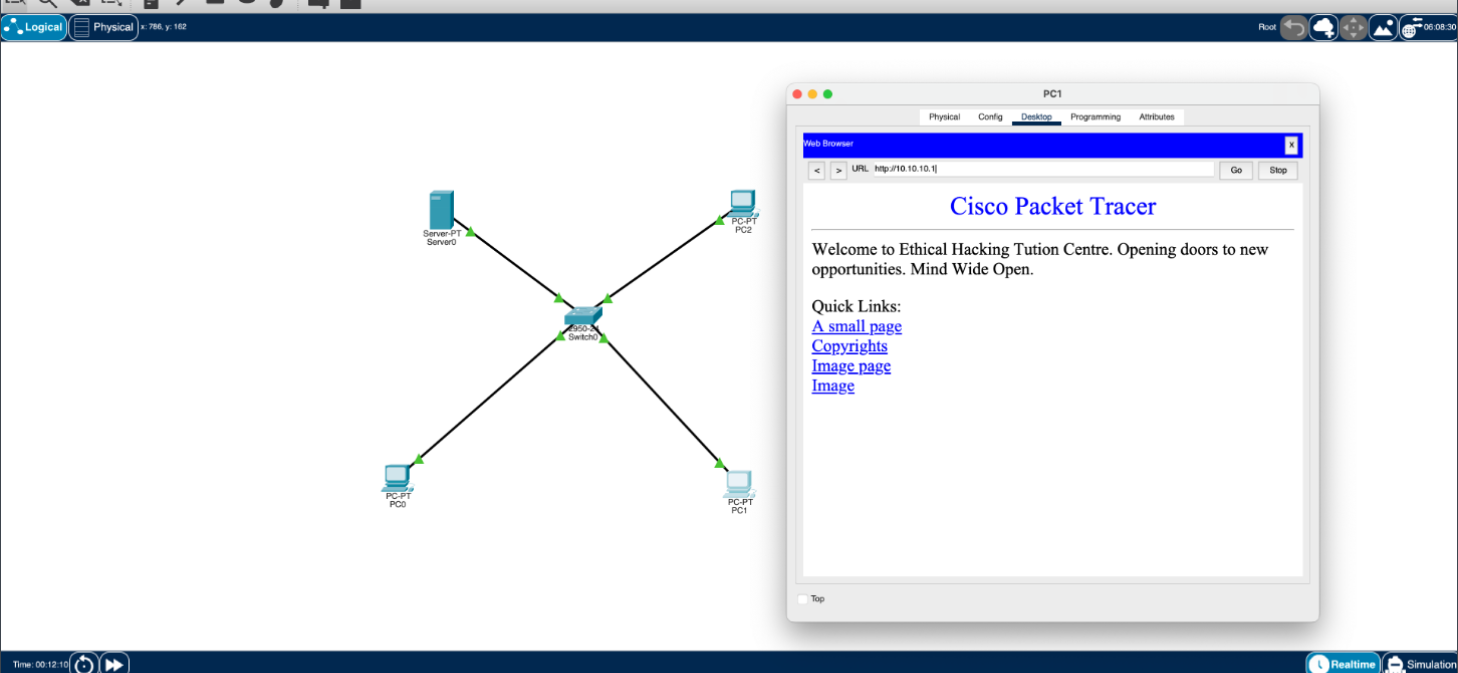 Logical
Physical
x: 786, y: 162
Root
06:08:30
PC1
Physical
Config
Desktop
Programming
Attributes
Web Browser
X
<
>
URL
http://10.10.10.1
Go
Stop
Cisco Packet Tracer
Welcome to Ethical Hacking Tution Centre. Opening doors to new
opportunities. Mind Wide Open.
Quick Links:
A small page
Copyrights
Image page
Image
Top
Server-PT
Server0
PC-PT
PC2
2950-24
Switch0
PC-PT
PC0
PC-PT
PC1
Time: 00:12:10
Realtime
Simulation